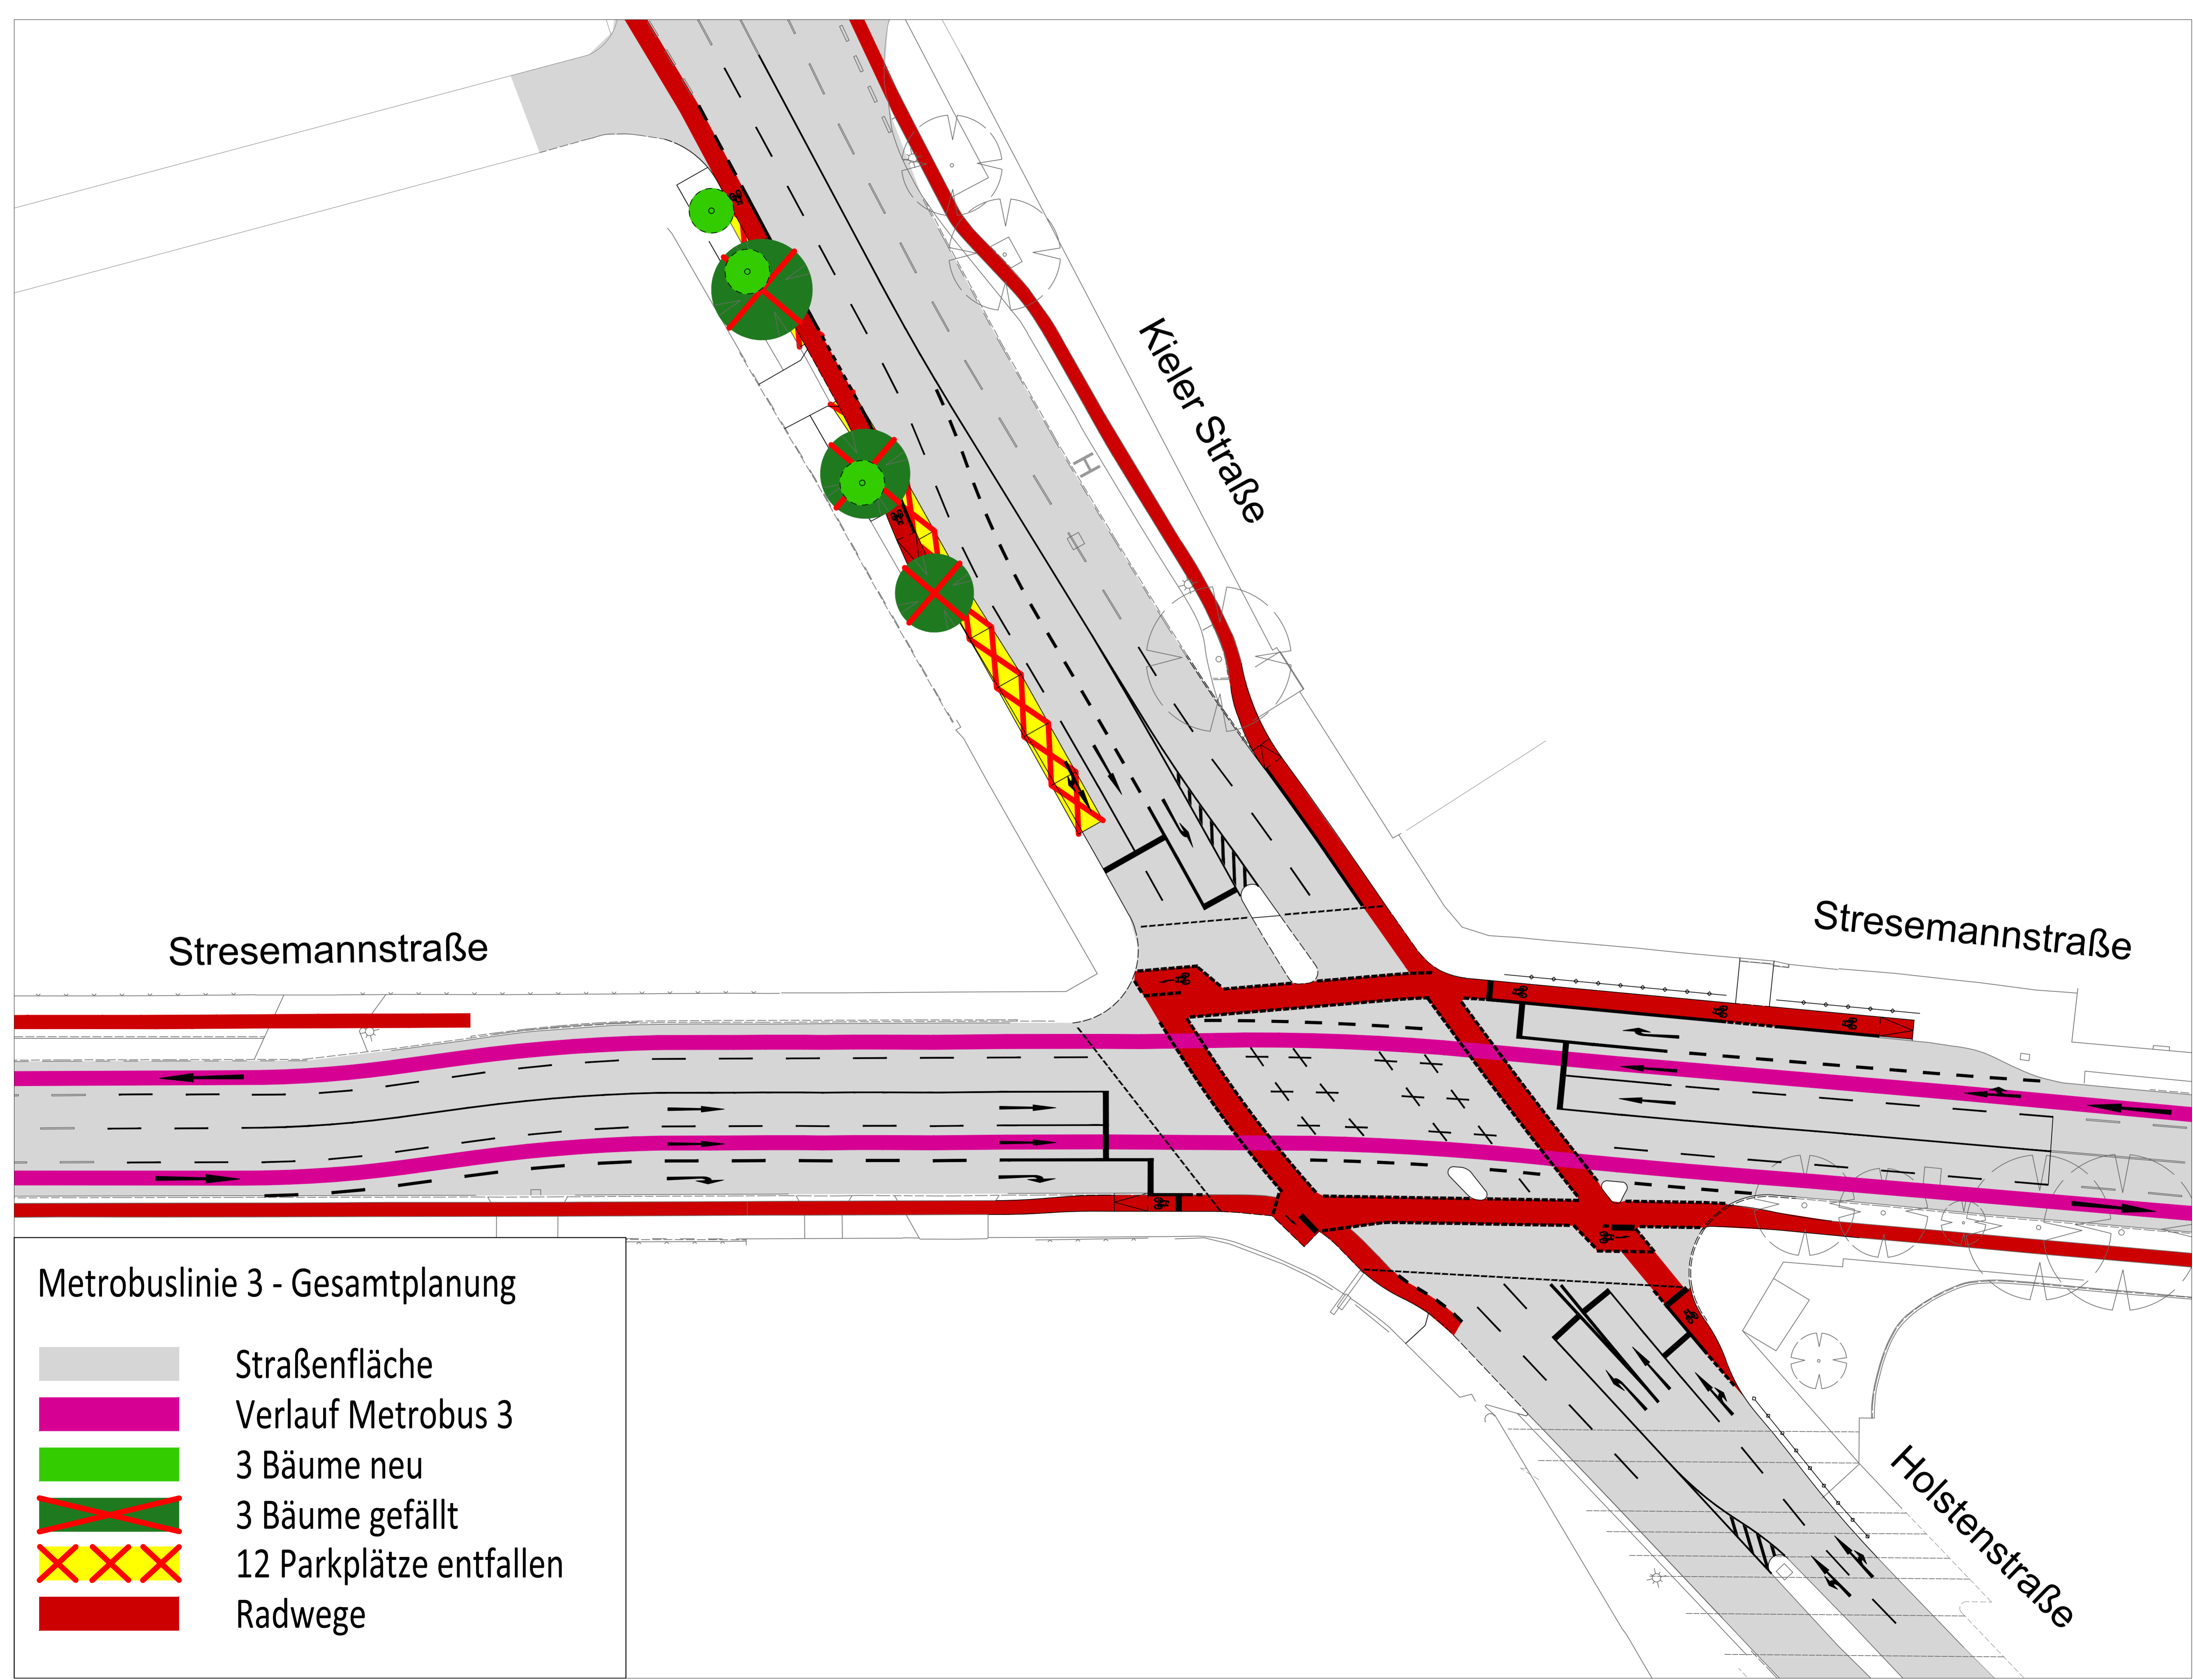 Kieler Straße
H
Stresemannstraße
Stresemannstraße
Holstenstraße
Metrobuslinie 3 - Gesamtplanung
Straßenfläche
Verlauf Metrobus 3
3 Bäume neu
3 Bäume gefällt
12 Parkplätze entfallen
Radwege